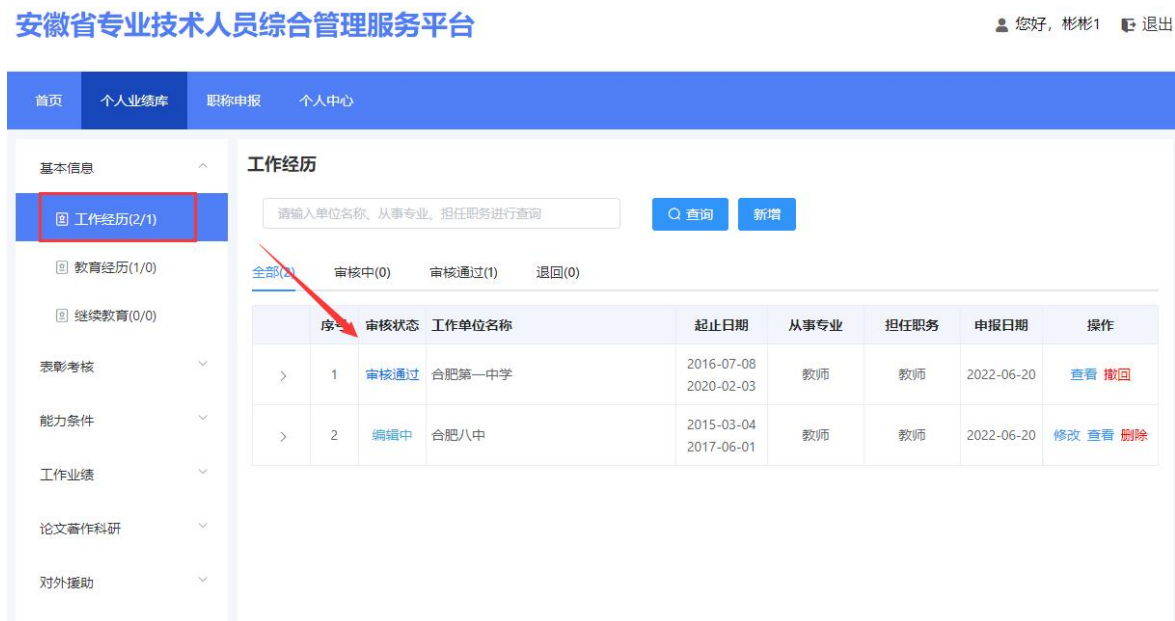 安徽省专业技术人员综合管理服务平台
您好，彬彬1 退出
首页 个人业绩库 职称申报 个人中心
基本信息
工作经历(2/1)
教育经历(1/0)
继续教育(0/0)
表彰考核
能力条件
工作业绩
论文著作科研
对外援助
工作经历
请输入单位名称、从事专业、担任职务进行查询 查询 新增
全部(2) 审核中(0) 审核通过(1) 退回(0)
序号 审核状态 工作单位名称 起止日期 从事专业 担任职务 申报日期 操作
1 审核通过 合肥第一中学 2016-07-08 教师 教师 2022-06-20 查看 撤回
2020-02-03
2 编辑中 合肥八中 2015-03-04 教师 教师 2022-06-20 修改 查看 删除
2017-06-01